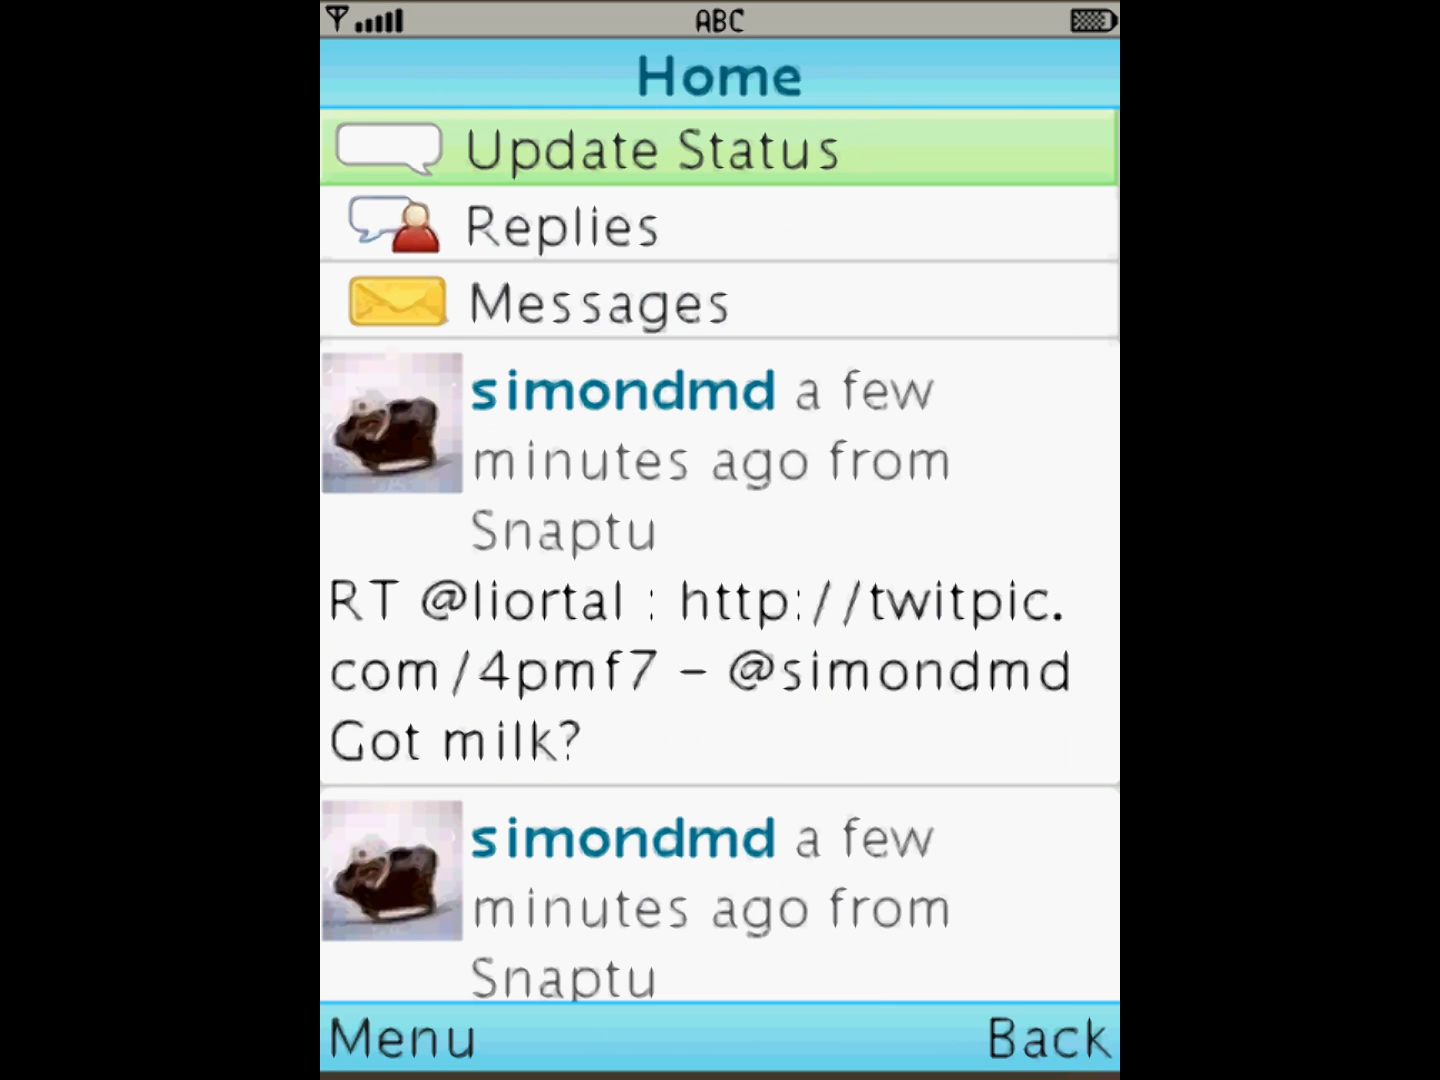 ABC
Home
Update Status
Replies
Messages
simondmd a few
minutes ago from
Snaptu
RT @liortal : http://twitpic.
com/4pmf7 - @simondmd
Got milk?
simondmd a few
minutes ago from
Snaptu
Menu
Back